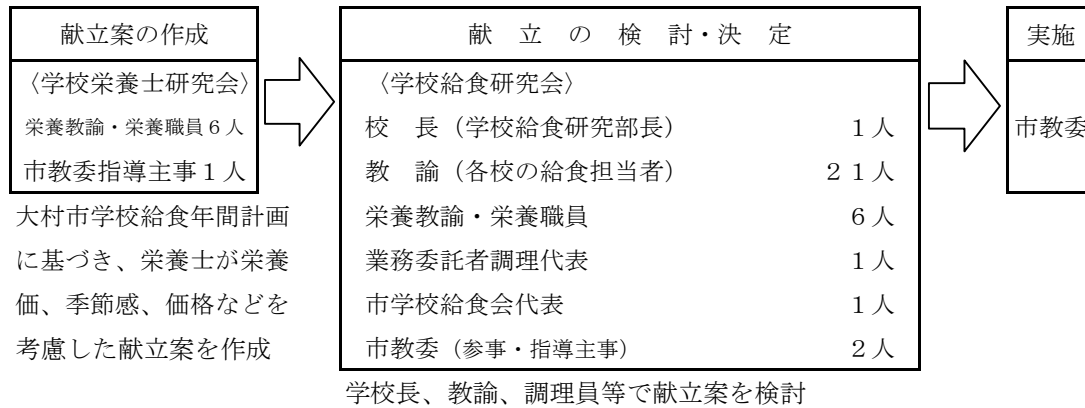 献立案の作成
〈学校栄養士研究会〉
栄養教諭・栄養職員6人
市教委指導主事1人
大村市学校給食年間計画
に基づき、栄養士が栄養
価、季節感、価格などを
考慮した献立案を作成
献 立 の 検 討・決 定
〈学校給食研究会〉
校 長（学校給食研究部長） 1人
教 諭（各校の給食担当者） 21人
栄養教諭・栄養職員 6人
業務委託者調理代表 1人
市学校給食会代表 1人
市教委（参事・指導主事） 2人
学校長、教諭、調理員等で献立案を検討
実施
市教委